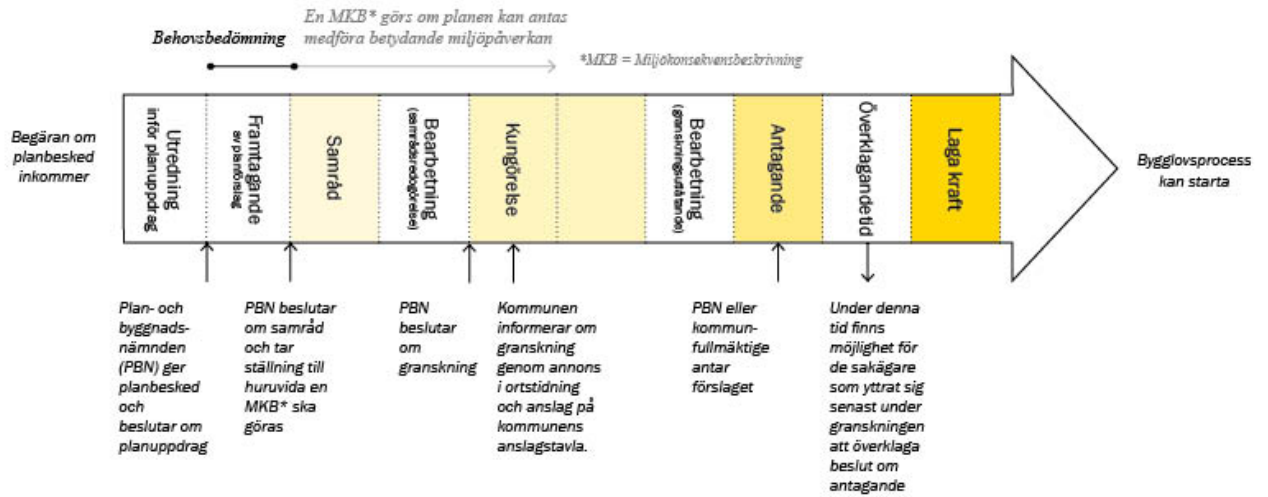 En MKB* görs om planen kan antas
medföra betydande miljöpåverkan
Behovsbedömning
*MKB = Miljökonsekvensbeskrivning
Begäran om
planbesked
inkommer
Utredning
inför planuppdrag
Framtagande
av planförslag
Samråd
Bearbetning
(samrådsredogörelse)
Kungörelse
Bearbetning
(granskningsutlåtande)
Antagande
Överklagandetid
Laga kraft
Bygglovsprocess
kan starta
Plan- och
byggnads-
nämnden
(PBN) ger
planbesked
och
beslutar om
planuppdrag
PBN beslutar
om samråd
och tar
ställning till
huruvida en
MKB* ska
göras
PBN
beslutar
om
granskning
Kommunen
informerar om
granskning
genom annons
i ortstidning
och anslag på
kommunens
anslagstavla.
PBN eller
kommun-
fullmäktige
antar
förslaget
Under denna
tid finns
möjlighet för
de sakägare
som yttrat sig
senast under
granskningen
att överklaga
beslut om
antagande